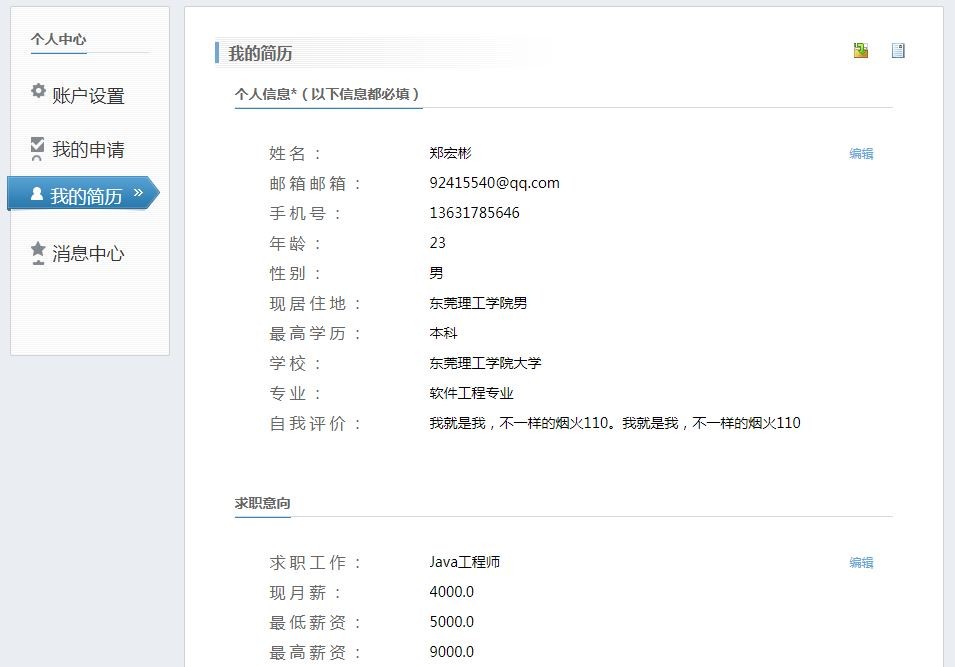 个人中心
账户设置
我的申请
我的简历 »
消息中心
我的简历
个人信息*（以下信息都必填）
姓名： 郑宏彬 编辑
邮箱邮箱： 92415540@qq.com
手机号： 13631785646
年龄： 23
性别： 男
现居住地： 东莞理工学院男
最高学历： 本科
学校： 东莞理工学院大学
专业： 软件工程专业
自我评价： 我就是我，不一样的烟火110。我就是我，不一样的烟火110
求职意向
求职工作： Java工程师 编辑
现月薪： 4000.0
最低薪资： 5000.0
最高薪资： 9000.0